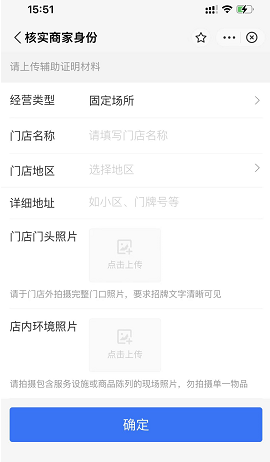 15:51
核实商家身份
请上传辅助证明材料
经营类型 固定场所
门店名称 请填写门店名称
门店地区 选择地区
详细地址 如小区、门牌号等
门店门头照片
点击上传
请于门店外拍摄完整门口照片，要求招牌文字清晰可见
店内环境照片
点击上传
请拍摄包含服务设施或商品陈列的现场照片，勿拍摄单一物品
确定